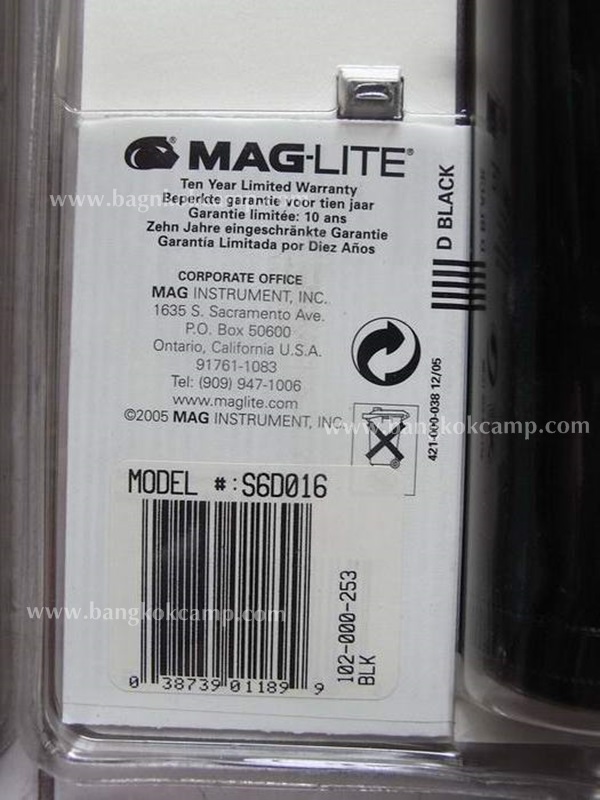 MAG-LITE®
Ten Year Limited Warranty
Beperkte garantie voor tien jaar
Garantie limitée: 10 ans
Zehn Jahre eingeschränkte Garantie
Garantía Limitada por Diez Años
CORPORATE OFFICE
MAG INSTRUMENT, INC.
1635 S. Sacramento Ave.
P.O. Box 50600
Ontario, California U.S.A.
91761-1083
Tel: (909) 947-1006
www.maglite.com
©2005 MAG INSTRUMENT, INC.
D BLACK
421-000-038 12/05
MODEL #:S6D016
0 38739 01189 9
102-000-253
BLK
www.bangkokcamp.com
www.bangkokcamp.com